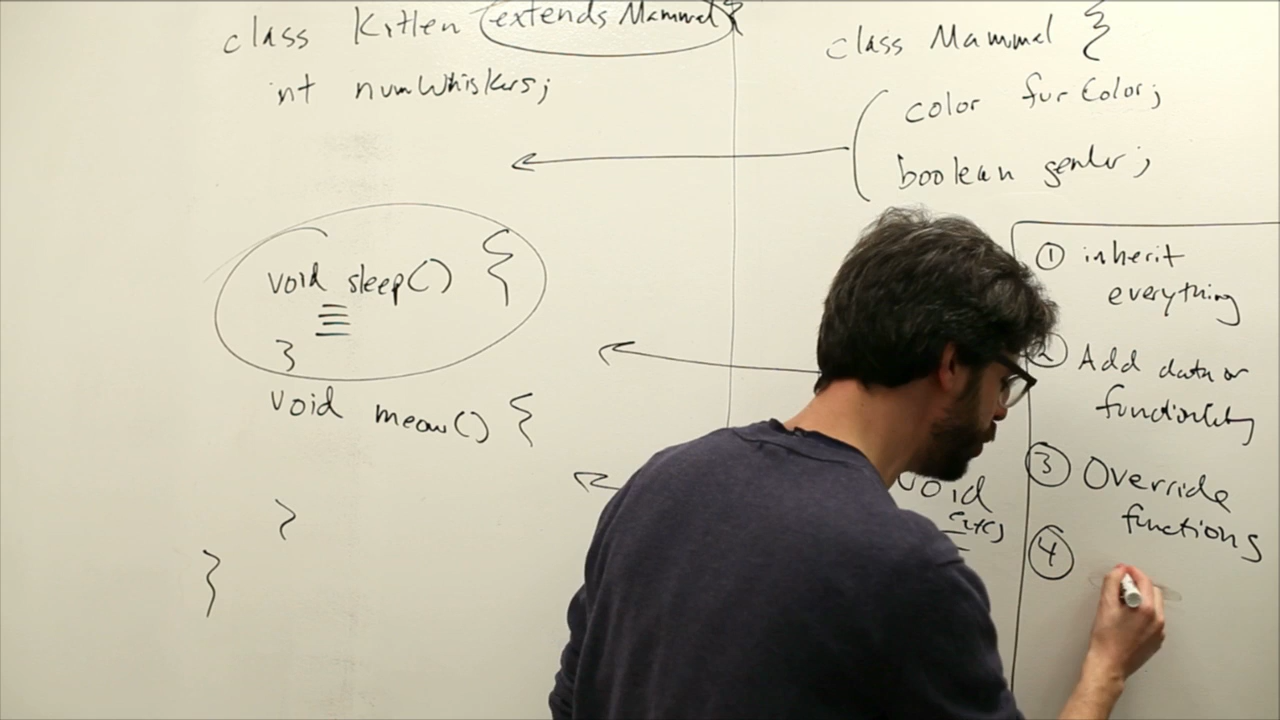 class Kitten extends Mammal {
int numWhiskers;
void sleep() {
}
void meow() {
}
}
class Mammal {
color furColor;
boolean gender;
void
① inherit
everything
② Add data or
functionality
③ Override
functions
④